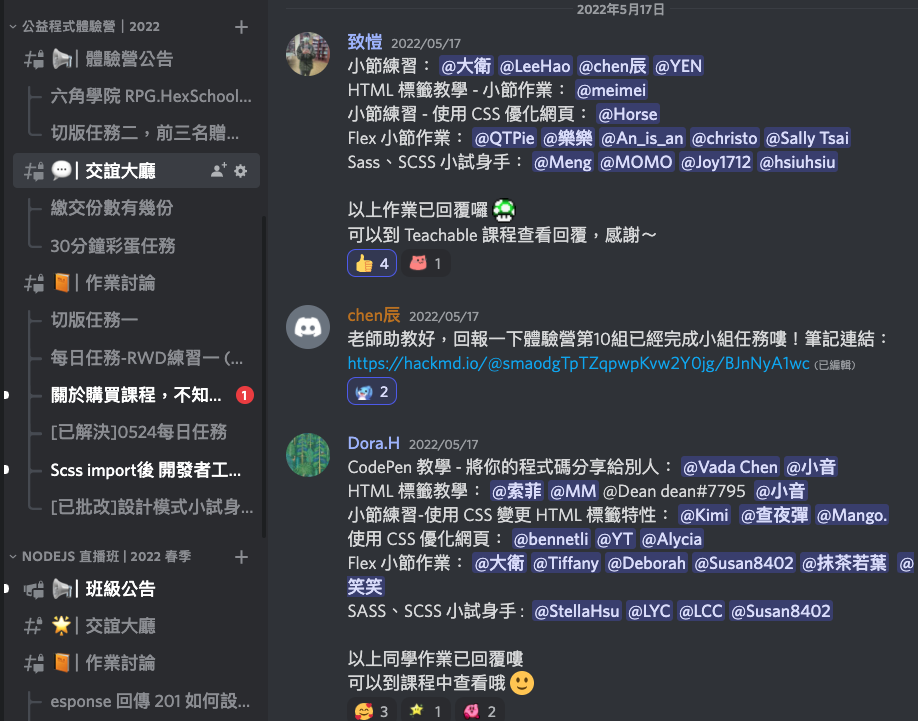 公益程式體驗營 | 2022
體驗營公告
六角學院 RPG.HexSchool...
切版任務二，前三名贈...
交誼大廳
繳交份數有幾份
30分鐘彩蛋任務
作業討論
切版任務一
每日任務-RWD練習一 (...
關於購買課程，不知... 1
[已解決]0524每日任務
Scss import後 開發者工...
[已批改]設計模式小試身...
NODEJS 直播班 | 2022 春季
班級公告
交誼大廳
作業討論
esponse 回傳 201 如何設...
2022年5月17日
致愷 2022/05/17
小節練習： @大衛 @LeeHao @chen辰 @YEN
HTML 標籤教學 - 小節作業： @meimei
小節練習 - 使用 CSS 優化網頁： @Horse
Flex 小節作業： @QTPie @樂樂 @An_is_an @christo @Sally Tsai
Sass、SCSS 小試身手： @Meng @MOMO @Joy1712 @hsiuhsiu
以上作業已回覆囉
可以到 Teachable 課程查看回覆，感謝～
👍 4 1
chen辰 2022/05/17
老師助教好，回報一下體驗營第10組已經完成小組任務嘍！筆記連結：
https://hackmd.io/@smaodgTpTZqpwpKvw2Y0jg/BJnNyA1wc (已編輯)
2
Dora.H 2022/05/17
CodePen 教學 - 將你的程式碼分享給別人： @Vada Chen @小音
HTML 標籤教學： @索菲 @MM @Dean dean#7795 @小音
小節練習-使用 CSS 變更 HTML 標籤特性： @Kimi @查夜彈 @Mango.
使用 CSS 優化網頁： @bennetli @YT @Alycia
Flex 小節作業： @大衛 @Tiffany @Deborah @Susan8402 @抹茶若葉 @
笑笑
SASS、SCSS 小試身手 : @StellaHsu @LYC @LCC @Susan8402
以上同學作業已回覆嘍
可以到課程中查看哦 🙂
🥰 3 1 2